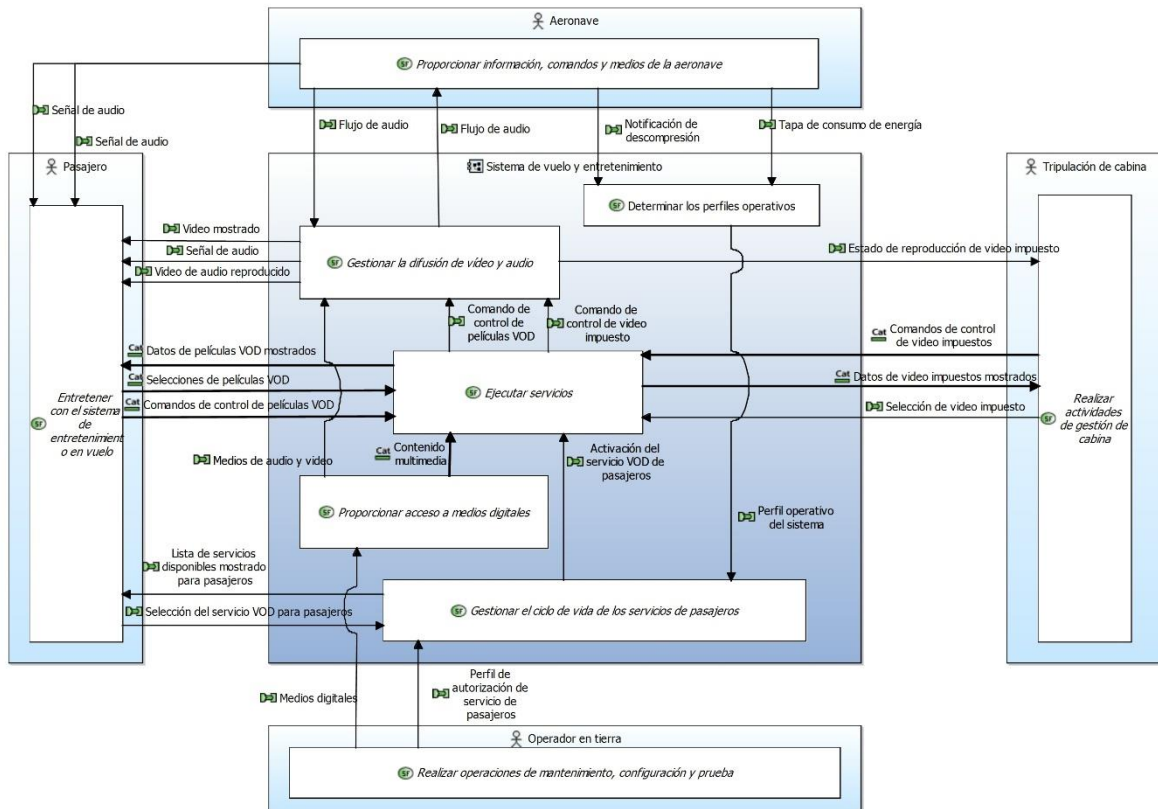 Aeronave
Proporcionar información, comandos y medios de la aeronave
Señal de audio
Señal de audio
Flujo de audio
Flujo de audio
Notificación de
descompresión
Tapa de consumo de energía
Pasajero
Sistema de vuelo y entretenimiento
Tripulación de cabina
Determinar los perfiles operativos
Video mostrado
Señal de audio
Video de audio reproducido
Gestionar la difusión de vídeo y audio
Estado de reproducción de video impuesto
Comando de
control de
películas VOD
Comando de
control de video
impuesto
Cat Comandos de control
de video impuestos
Cat Datos de películas VOD mostrados
Cat Selecciones de películas VOD
Cat Comandos de control de películas VOD
Ejecutar servicios
Cat Datos de video impuestos mostrados
Selección de video impuesto
SF Entretener
con el sistema
de
entretenimient
o en vuelo
SF Realizar
actividades
de gestión de
cabina
Medios de audio y video
Cat Contenido
multimedia
Activación del
servicio VOD de
pasajeros
Proporcionar acceso a medios digitales
Perfil operativo
del sistema
Lista de servicios
disponibles mostrado
para pasajeros
Selección del servicio VOD para pasajeros
Gestionar el ciclo de vida de los servicios de pasajeros
Medios digitales
Perfil de
autorización de
servicio de
pasajeros
Operador en tierra
Realizar operaciones de mantenimiento, configuración y prueba